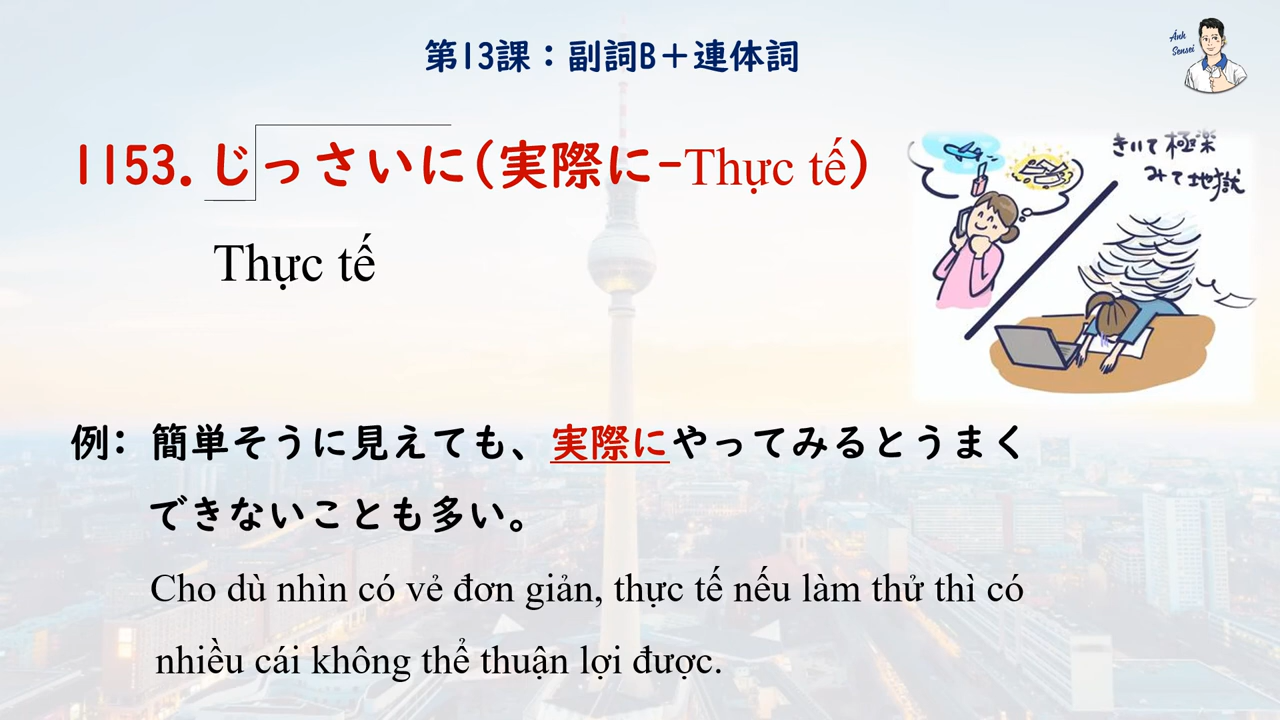 第13課：副詞B＋連体詞
Ánh
Sensei
1153.じっさいに(実際に-Thực tế)
Thực tế
きいて極楽
みて地獄
例: 簡単そうに見えても、実際にやってみるとうまく
できないことも多い。
Cho dù nhìn có vẻ đơn giản, thực tế nếu làm thử thì có
nhiều cái không thể thuận lợi được.